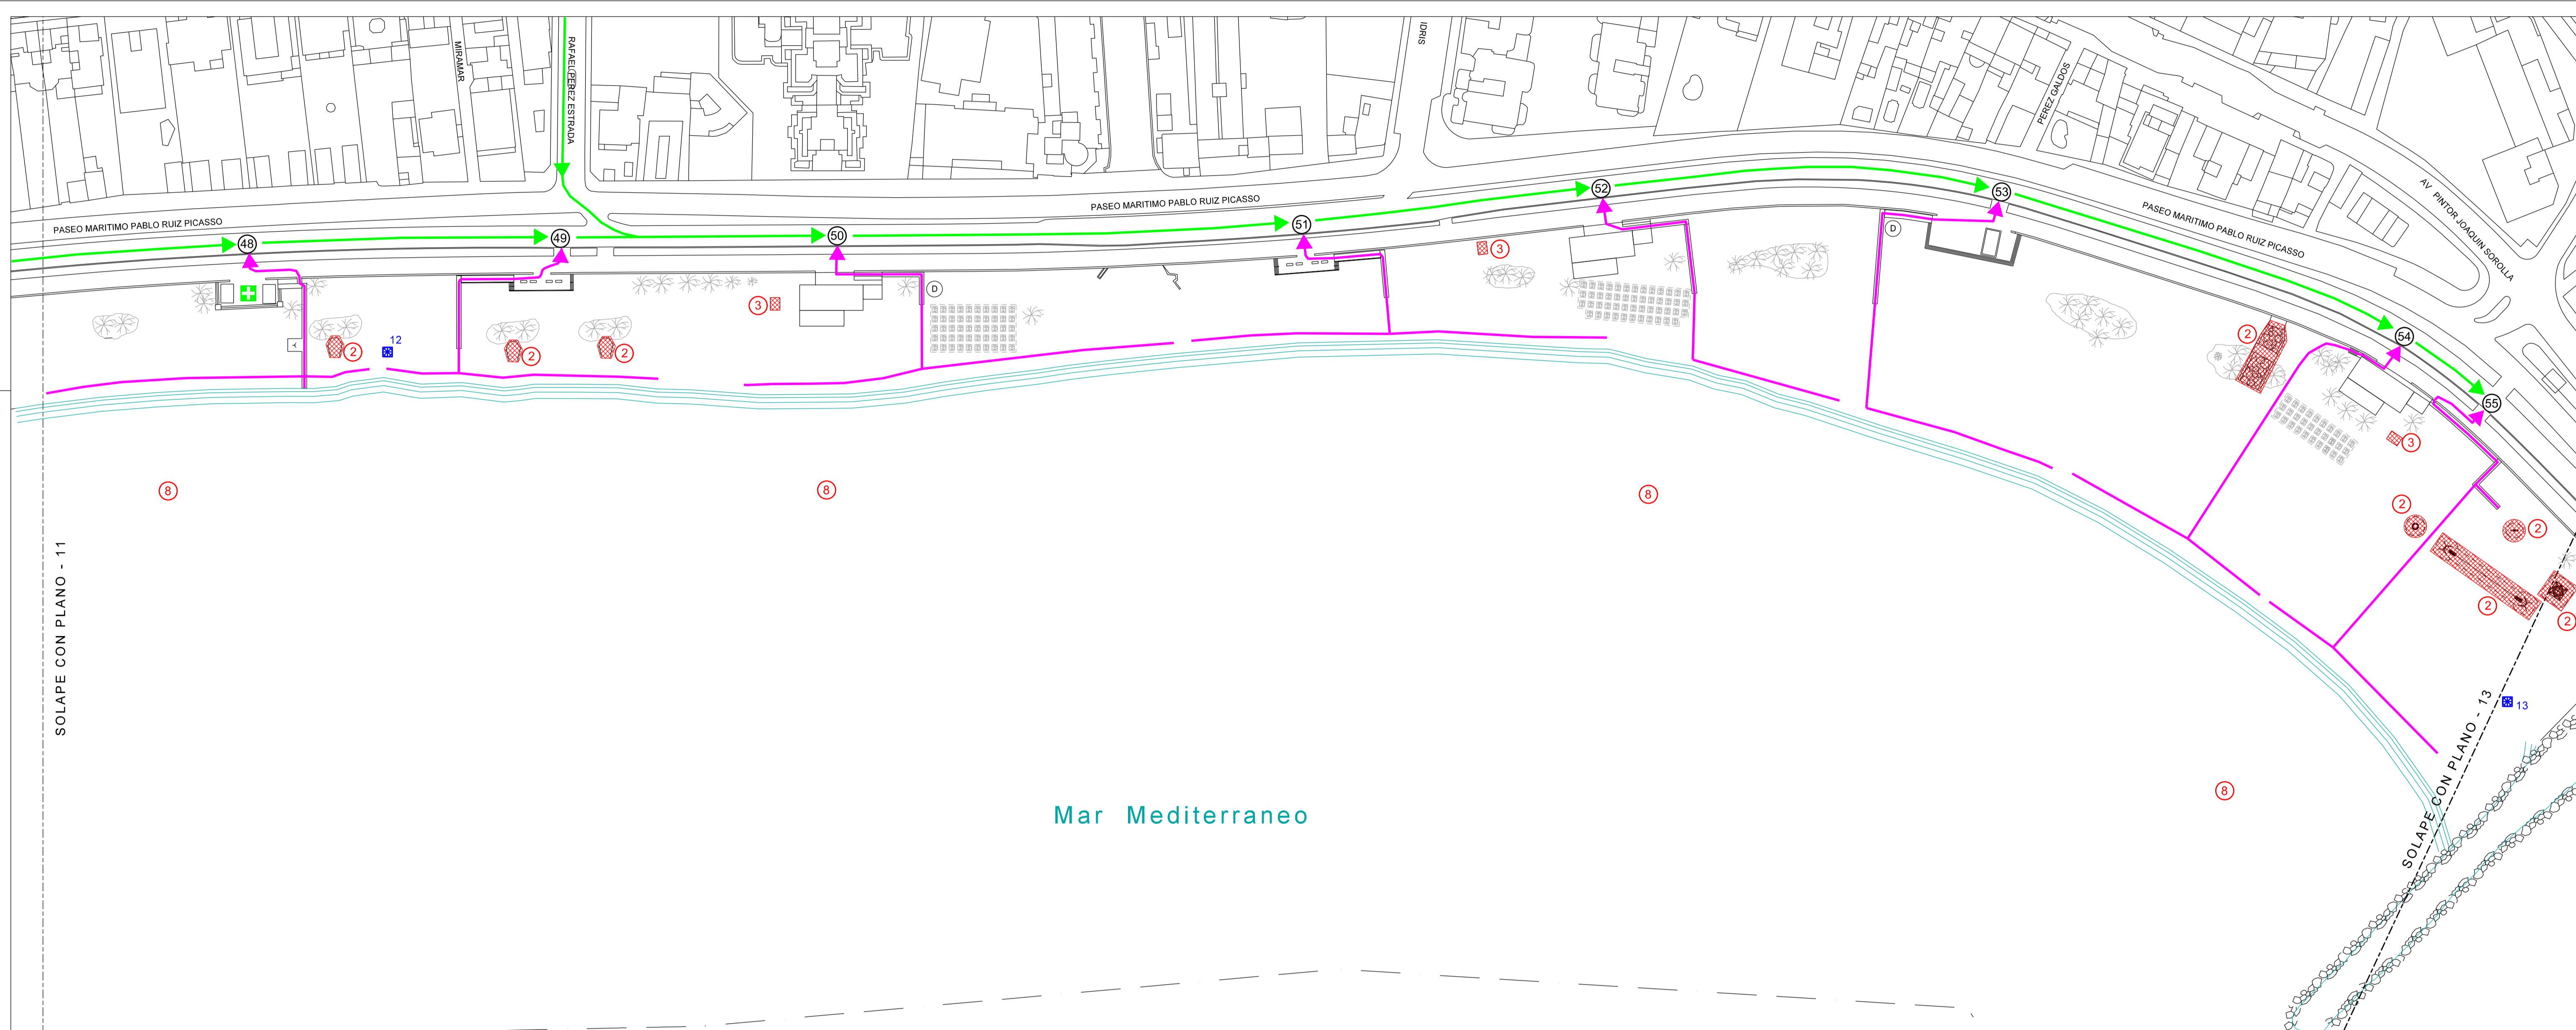 MIRAMAR
RAFAEL PEREZ ESTRADA
IDRIS
PEREZ GALDOS
AV PINTOR JOAQUIN SOROLLA
PASEO MARITIMO PABLO RUIZ PICASSO
PASEO MARITIMO PABLO RUIZ PICASSO
PASEO MARITIMO PABLO RUIZ PICASSO
48
49
50
51
52
53
54
55
D
D
3
3
3
12
2
2
2
2
2
2
2
2
8
8
8
8
13
SOLAPE CON PLANO - 11
SOLAPE CON PLANO - 13
Mar Mediterraneo